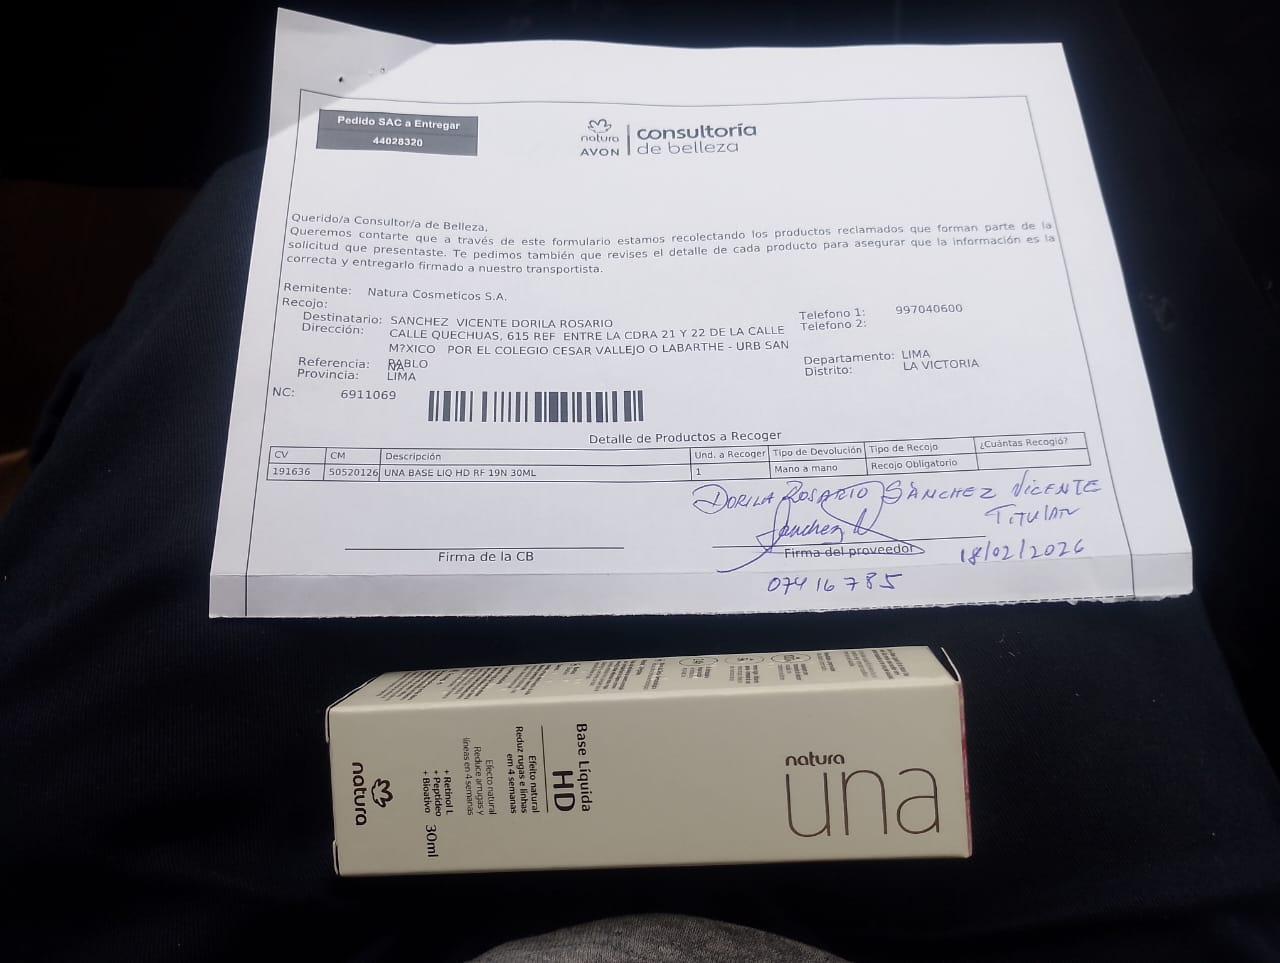 Pedido SAC a Entregar
44028320
natura
AVON
consultoría
de belleza
Querido/a Consultor/a de Belleza,
Queremos contarte que a través de este formulario estamos recolectando los productos reclamados que forman parte de la
solicitud que presentaste. Te pedimos también que revises el detalle de cada producto para asegurar que la información es la
correcta y entregarlo firmado a nuestro transportista.
Remitente: Natura Cosmeticos S.A.
Recojo:
Destinatario: SANCHEZ VICENTE DORILA ROSARIO
Telefono 1: 997040600
Telefono 2:
Dirección: CALLE QUECHUAS, 615 REF ENTRE LA CDRA 21 Y 22 DE LA CALLE
M?XICO POR EL COLEGIO CESAR VALLEJO O LABARTHE - URB SAN
PABLO
Referencia: NA
Provincia: LIMA
Departamento: LIMA
Distrito: LA VICTORIA
NC: 6911069
Detalle de Productos a Recoger
CV CM Descripción Und. a Recoger Tipo de Devolución Tipo de Recojo ¿Cuántas Recogió?
191636 50520126 UNA BASE LIQ HD RF 19N 30ML 1 Mano a mano Recojo Obligatorio
DORILA ROSARIO SÀNCHEZ VICENTE
TITULAR
Sanchez
Firma de la CB
Firma del proveedor
18/02/2026
07416785
natura
una
Base Líquida
HD
Efeito natural
Reduz rugas e linhas
em 4 semanas
Efecto natural
Reduce arrugas y
líneas en 4 semanas
+ Retinol L
+ Peptídeo
+ Bioativo
30ml
natura